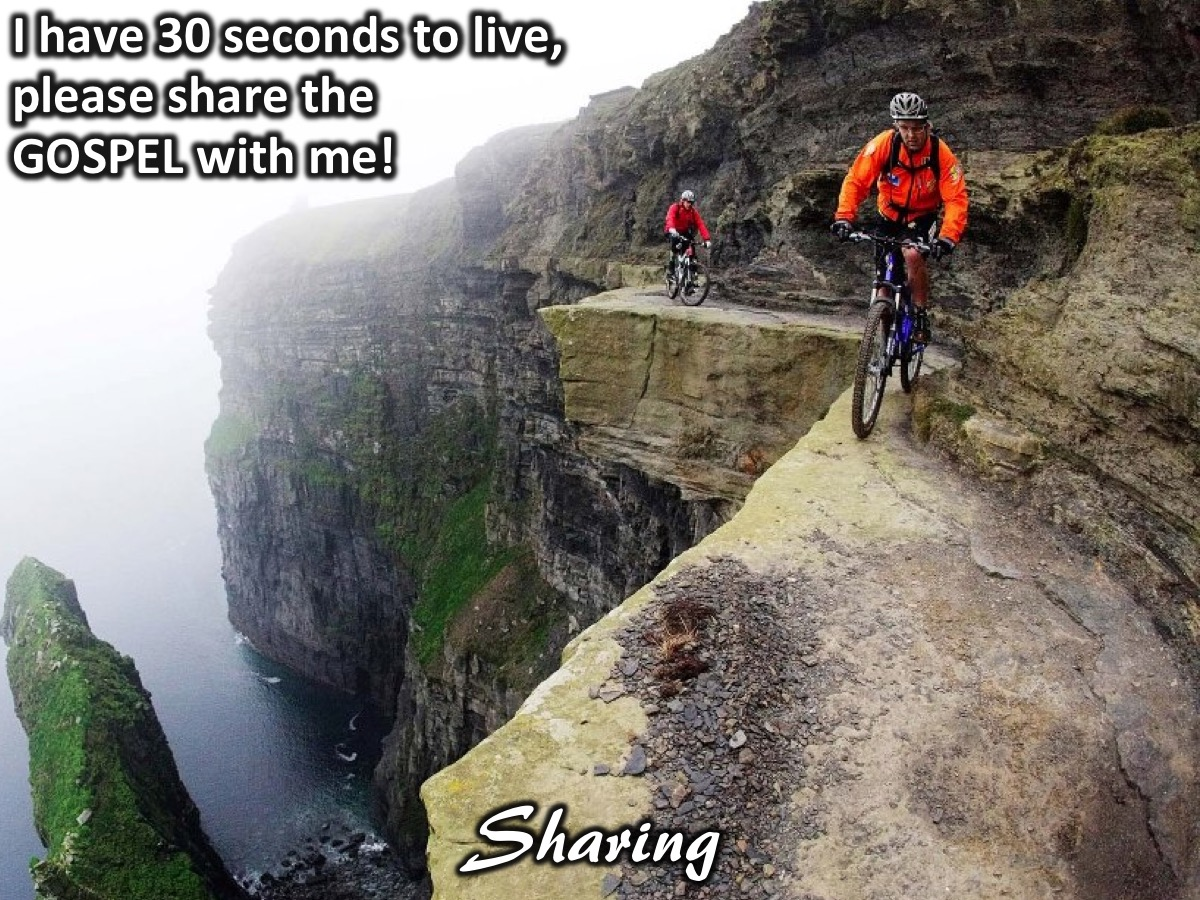 I have 30 seconds to live,
please share the
GOSPEL with me!
Sharing